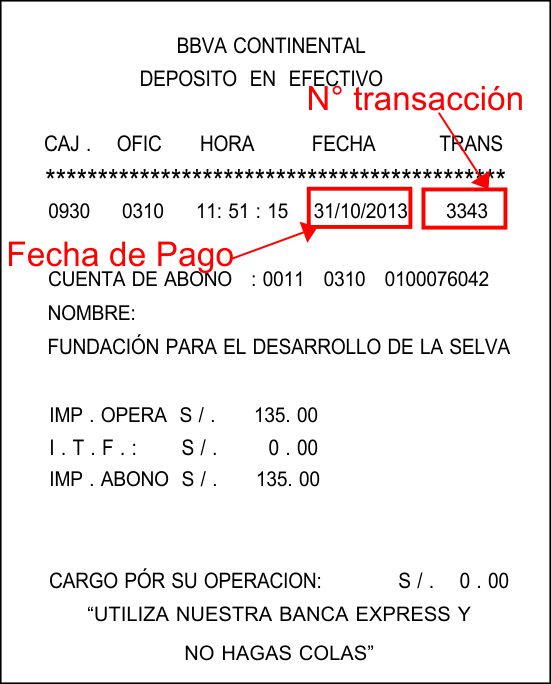 BBVA CONTINENTAL
DEPOSITO EN EFECTIVO
N° transacción
CAJ . OFIC HORA FECHA TRANS
********************************************
0930 0310 11: 51 : 15 31/10/2013 3343
Fecha de Pago
CUENTA DE ABONO : 0011 0310 0100076042
NOMBRE:
FUNDACIÓN PARA EL DESARROLLO DE LA SELVA
IMP . OPERA S / . 135. 00
I . T . F . : S / . 0 . 00
IMP . ABONO S / . 135. 00
CARGO PÓR SU OPERACION: S / . 0 . 00
“UTILIZA NUESTRA BANCA EXPRESS Y
NO HAGAS COLAS”